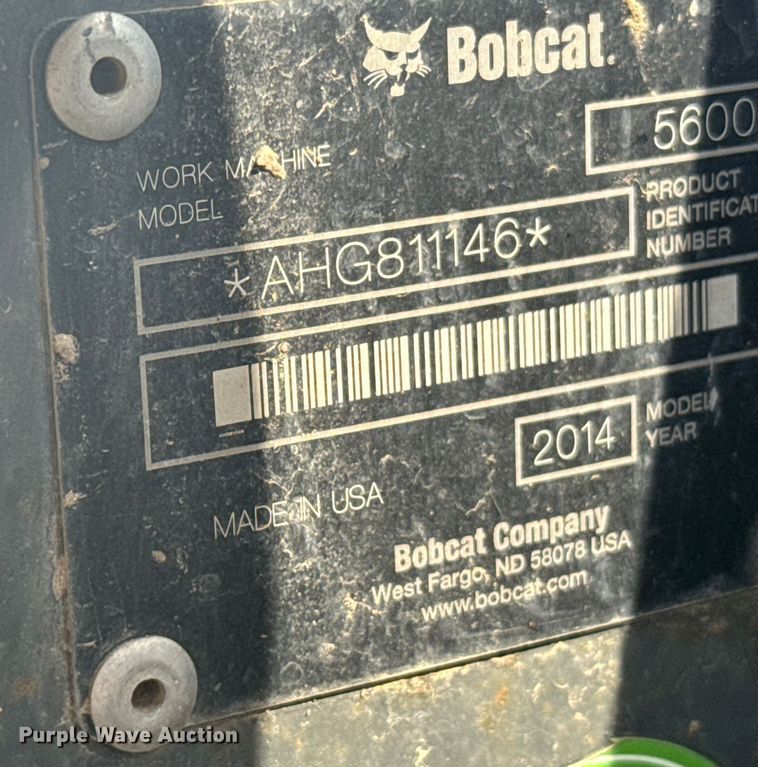 Bobcat.
WORK MACHINE
MODEL
5600
*AHG811146*
PRODUCT
IDENTIFICAT
NUMBER
2014
MODEL
YEAR
MADE IN USA
Bobcat Company
West Fargo, ND 58078 USA
www.bobcat.com
Purple Wave Auction